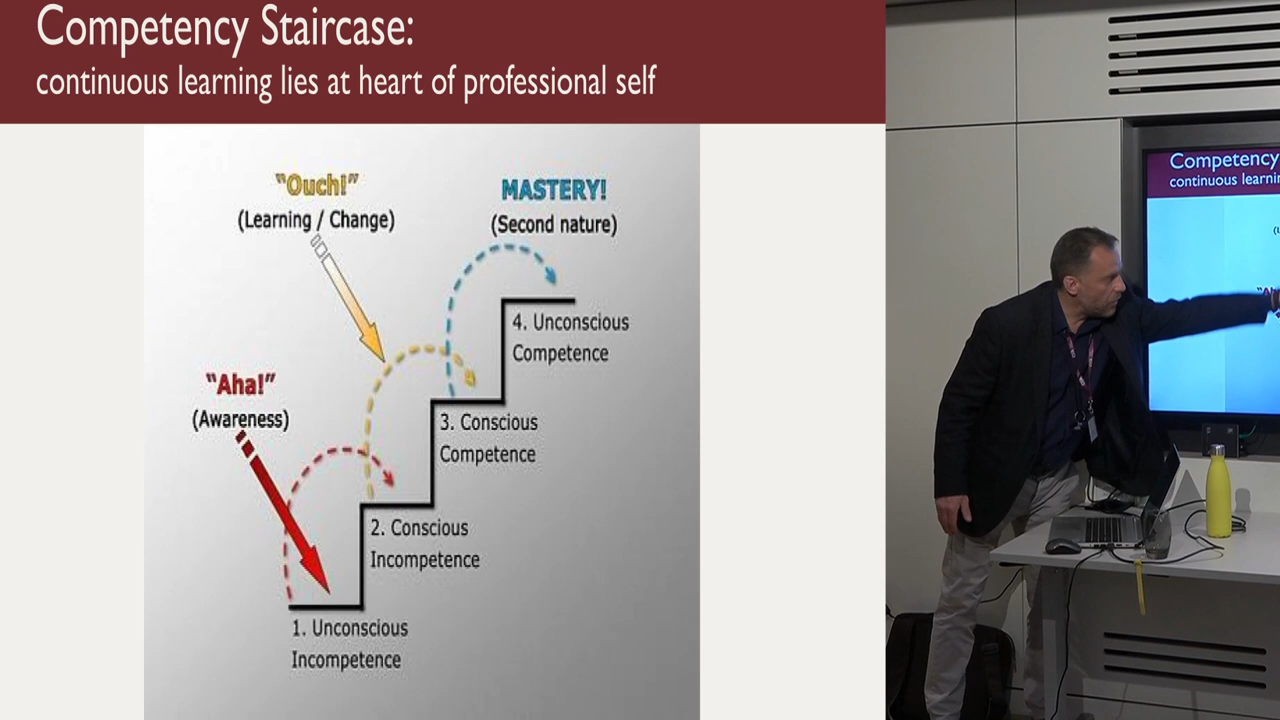 Competency Staircase:
continuous learning lies at heart of professional self
"Ouch!"
(Learning / Change)
MASTERY!
(Second nature)
"Aha!"
(Awareness)
4. Unconscious
Competence
3. Conscious
Competence
2. Conscious
Incompetence
1. Unconscious
Incompetence
Competency
continuous learnin